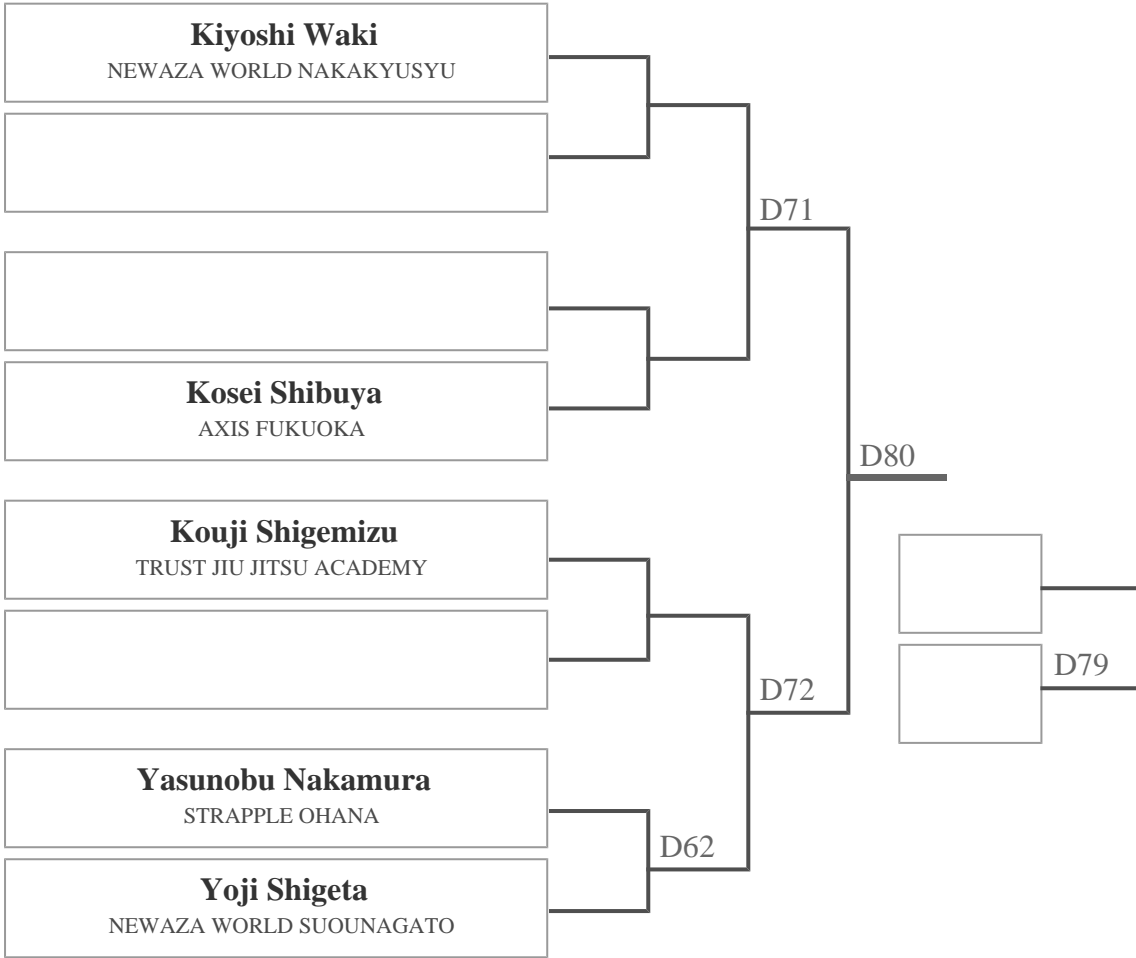 Kiyoshi Waki
NEWAZA WORLD NAKAKYUSYU
D71
Kosei Shibuya
AXIS FUKUOKA
D80
Kouji Shigemizu
TRUST JIU JITSU ACADEMY
D79
D72
Yasunobu Nakamura
STRAPPLE OHANA
D62
Yoji Shigeta
NEWAZA WORLD SUOUNAGATO